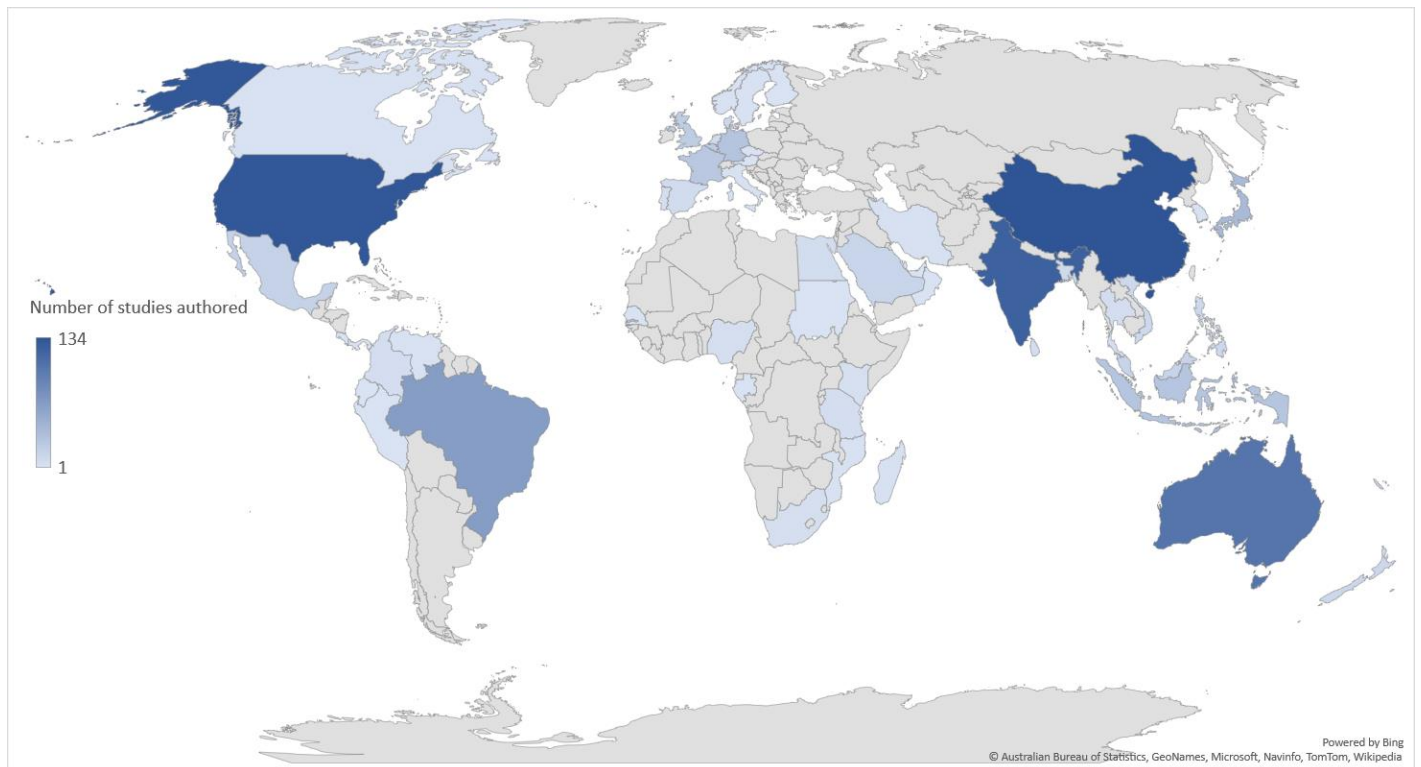 Number of studies authored
134
1
Powered by Bing
© Australian Bureau of Statistics, GeoNames, Microsoft, Navinfo, TomTom, Wikipedia